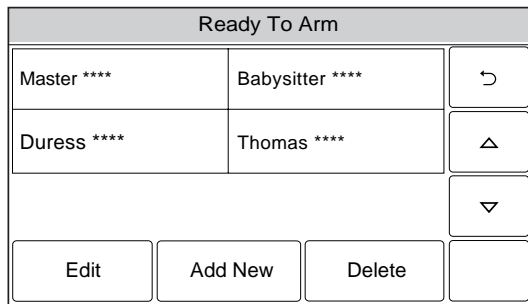 Ready To Arm
Master ****
Babysitter ****
Duress ****
Thomas ****
Edit
Add New
Delete